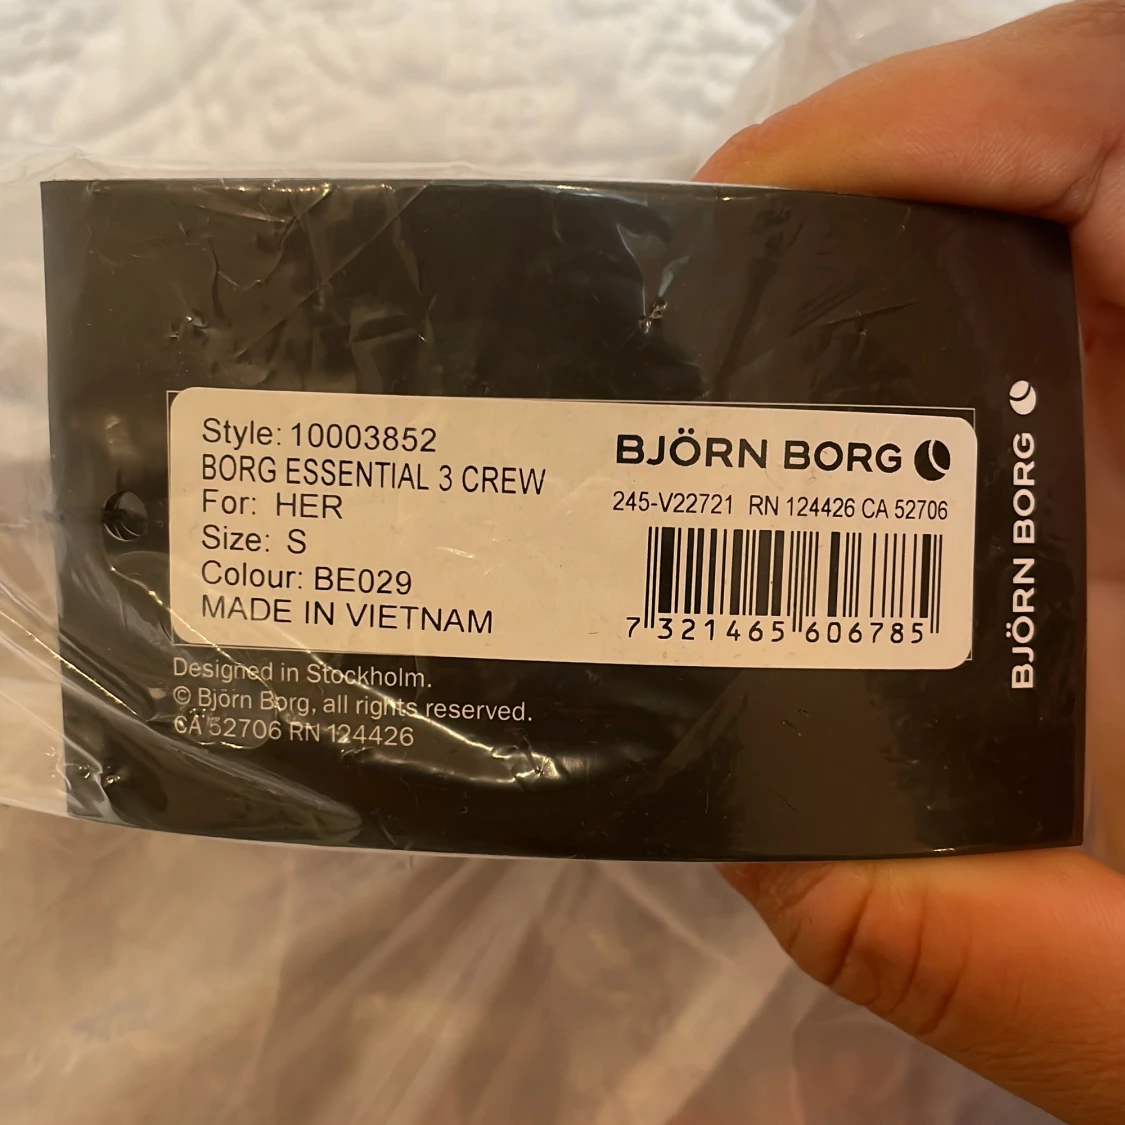 Style: 10003852
BORG ESSENTIAL 3 CREW
For: HER
Size: S
Colour: BE029
MADE IN VIETNAM
BJÖRN BORG
245-V22721 RN 124426 CA 52706
7 321465 606785
Designed in Stockholm.
© Björn Borg, all rights reserved.
CA 52706 RN 124426
BJÖRN BORG